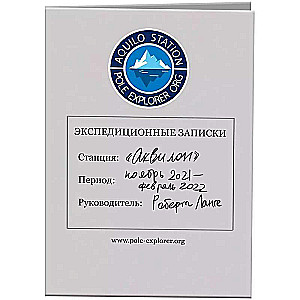 AQUILO STATION
POLE EXPLORER ORG
ЭКСПЕДИЦИОННЫЕ ЗАПИСКИ
Станция: «Аквилон»
Период: ноябрь 2021—
февраль 2022
Руководитель: Роберта Ланге
www.pole-explorer.org